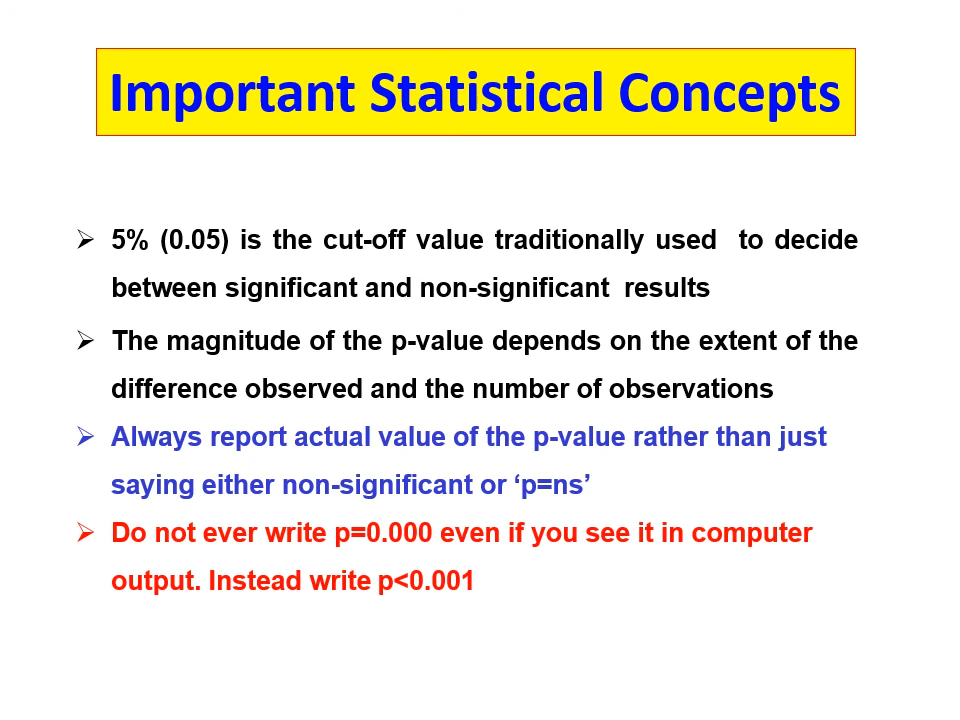 Important Statistical Concepts
➢ 5% (0.05) is the cut-off value traditionally used to decide
between significant and non-significant results
➢ The magnitude of the p-value depends on the extent of the
difference observed and the number of observations
➢ Always report actual value of the p-value rather than just
saying either non-significant or ‘p=ns’
➢ Do not ever write p=0.000 even if you see it in computer
output. Instead write p<0.001